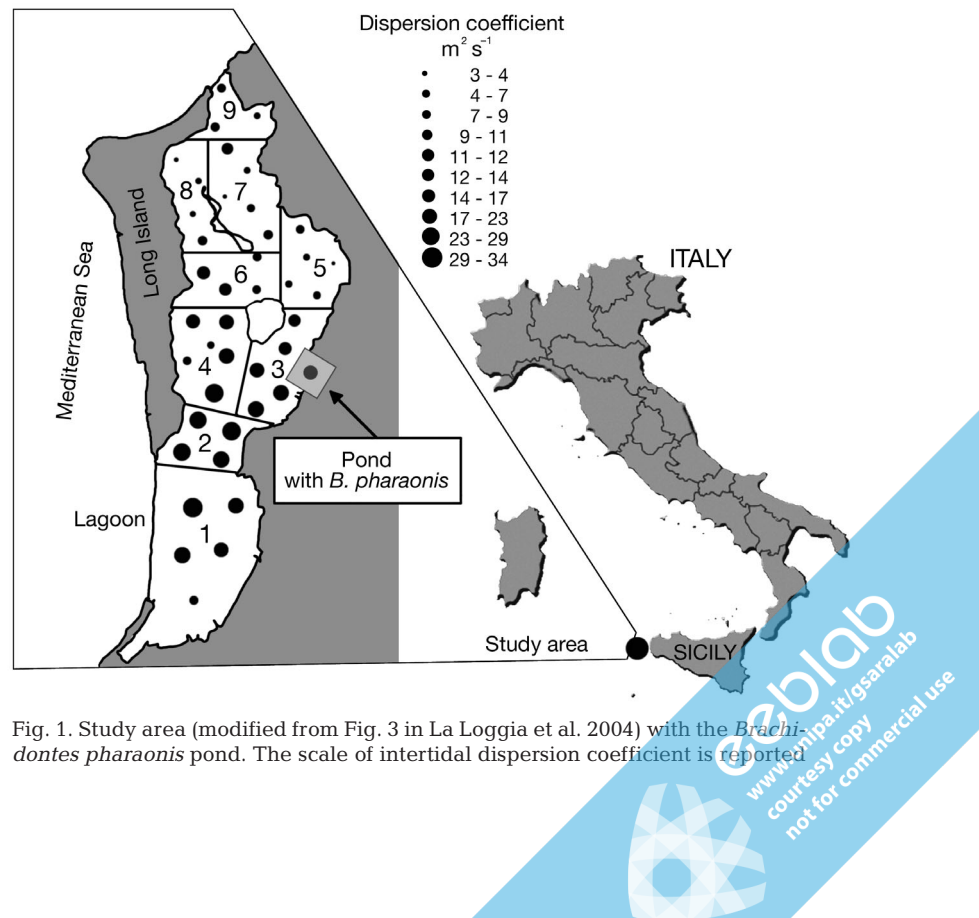 Dispersion coefficient
m² s⁻¹
3 - 4
4 - 7
7 - 9
9 - 11
11 - 12
12 - 14
14 - 17
17 - 23
23 - 29
29 - 34
9
8
7
6
5
4
3
2
1
Long Island
Mediterranean Sea
Lagoon
Pond
with B. pharaonis
ITALY
Study area
SICILY
Fig. 1. Study area (modified from Fig. 3 in La Loggia et al. 2004) with the Brachi-
dontes pharaonis pond. The scale of intertidal dispersion coefficient is reported
eeblab
www.unipa.it/gsaralab
courtesy copy
not for commercial use